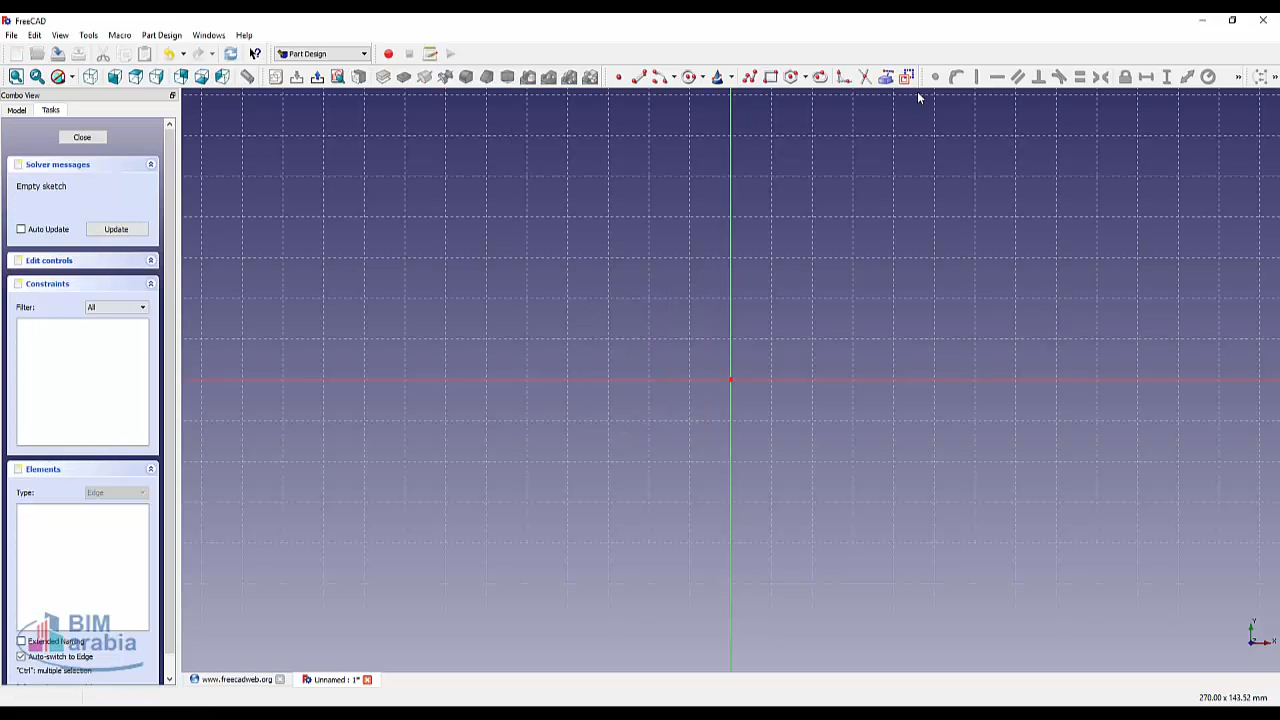 FreeCAD
File Edit View Tools Macro Part Design Windows Help
Part Design
Combo View
Model Tasks
Close
Solver messages
Empty sketch
Auto Update Update
Edit controls
Constraints
Filter: All
Elements
Type: Edge
BIM
arabia
Extended Naming
Auto-switch to Edge
"Ctrl": multiple selection
Y
X
www.freecadweb.org Unnamed : 1*
270.00 x 143.52 mm